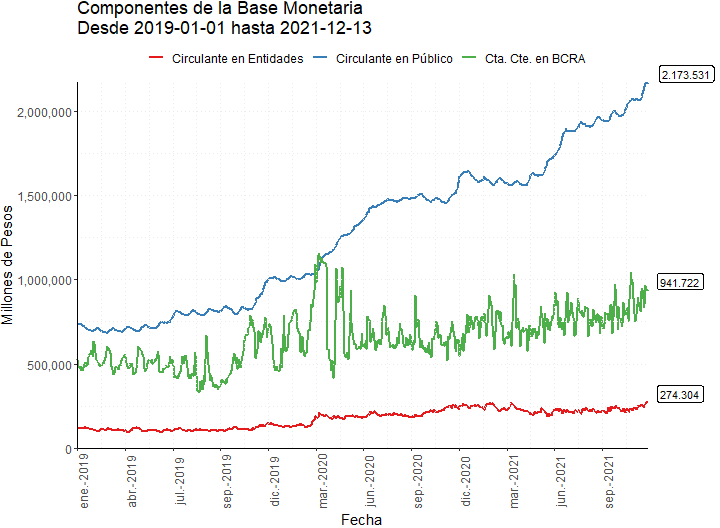 Componentes de la Base Monetaria
Desde 2019-01-01 hasta 2021-12-13
Circulante en Entidades
Circulante en Público
Cta. Cte. en BCRA
Millones de Pesos
2,000,000
1,500,000
1,000,000
500,000
0
2.173.531
941.722
274.304
ene.-2019
abr.-2019
jul.-2019
sep.-2019
dic.-2019
mar.-2020
jun.-2020
sep.-2020
dic.-2020
mar.-2021
jun.-2021
sep.-2021
Fecha